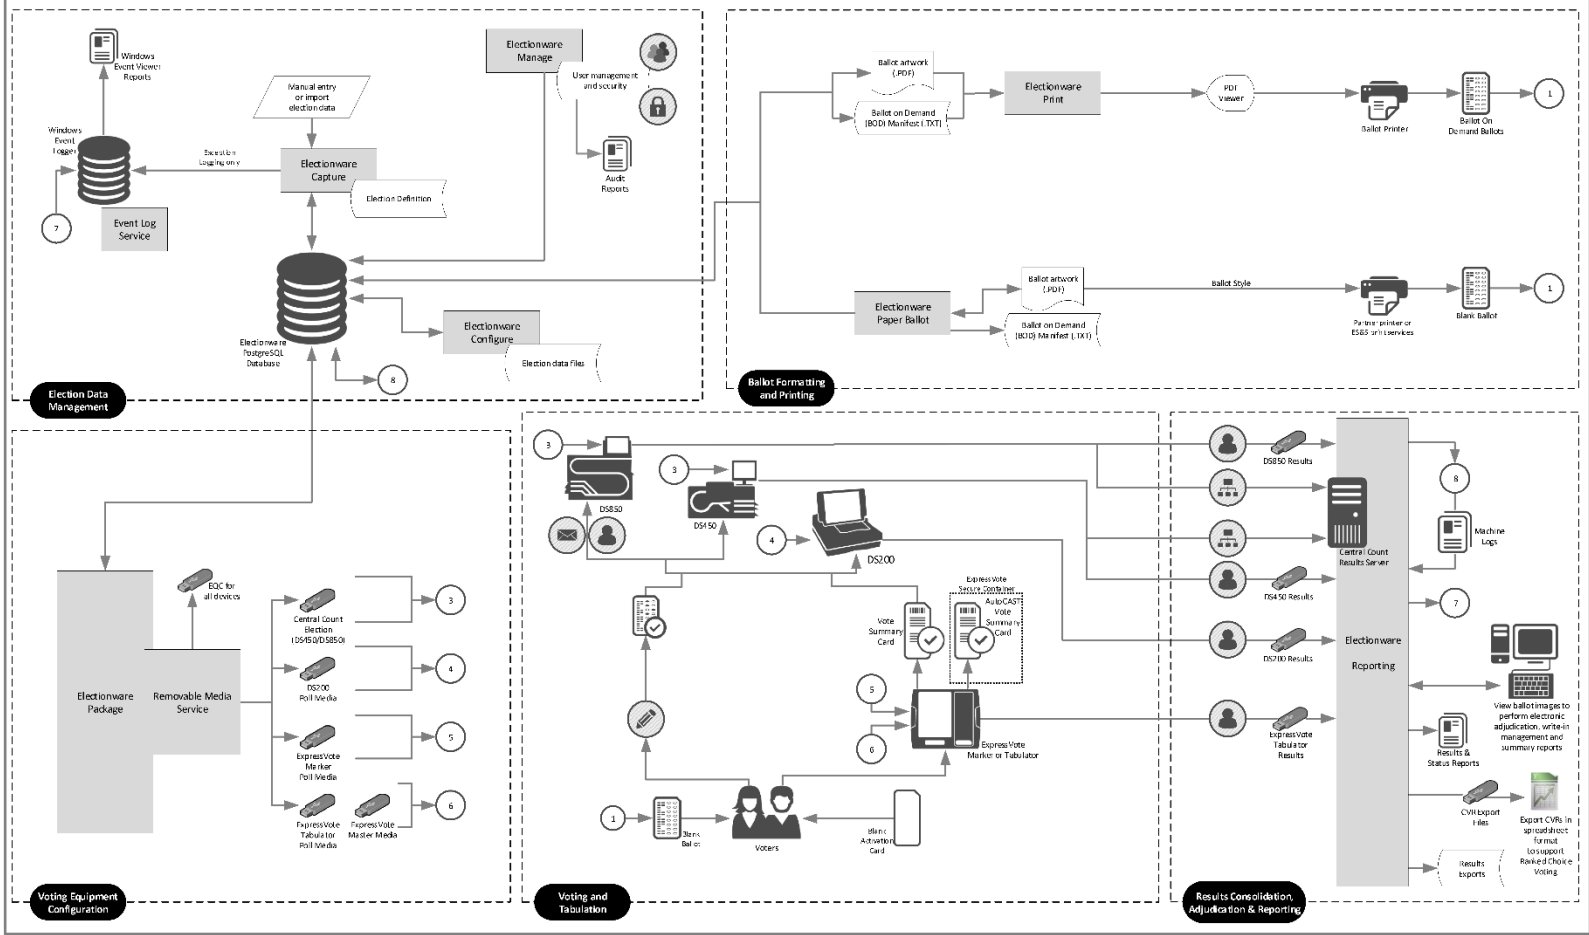 Windows
Event Viewer
Reports
Manual entry
or import
election data
Electionware
Manage
User management
and security
Audit
Reports
Windows
Event
Logger
Exception
Logging only
Electionware
Capture
Election Definition
7
Event Log
Service
Electionware
PostgreSQL
Database
Electionware
Configure
Election data files
8
Election Data
Management
Ballot artwork
(.PDF)
Ballot on Demand
(BOD) Manifest (.TXT)
Electionware
Print
PDF
Viewer
Ballot Printer
Ballot On
Demand Ballots
1
Electionware
Paper Ballot
Ballot artwork
(.PDF)
Ballot on Demand
(BOD) Manifest (.TXT)
Ballot Style
Partner printer or
ES&S print services
Blank Ballot
1
Ballot Formatting
and Printing
Electionware
Package
Removable Media
Service
EQC for
all devices
Central Count
Election
(DS450/DS850)
3
DS200
Poll Media
4
ExpressVote
Marker
Poll Media
5
ExpressVote
Tabulator
Poll Media
ExpressVote
Master Media
6
Voting Equipment
Configuration
3
DS850
3
DS450
4
DS200
ExpressVote
Secure Container
AutoCAST
Vote
Summary
Card
Vote
Summary
Card
5
6
ExpressVote
Marker or Tabulator
1
Blank
Ballot
Voters
Blank
Activation
Card
Voting and
Tabulation
DS850 Results
Central Count
Results Server
DS450 Results
DS200 Results
ExpressVote
Tabulator
Results
Electionware
Reporting
8
Machine
Logs
7
View ballot images to
perform electronic
adjudication, write-in
management and
summary reports
Results &
Status Reports
CVR Export
Files
Export CVRs in
spreadsheet
format
to support
Ranked Choice
Voting
Results
Exports
Results Consolidation,
Adjudication & Reporting